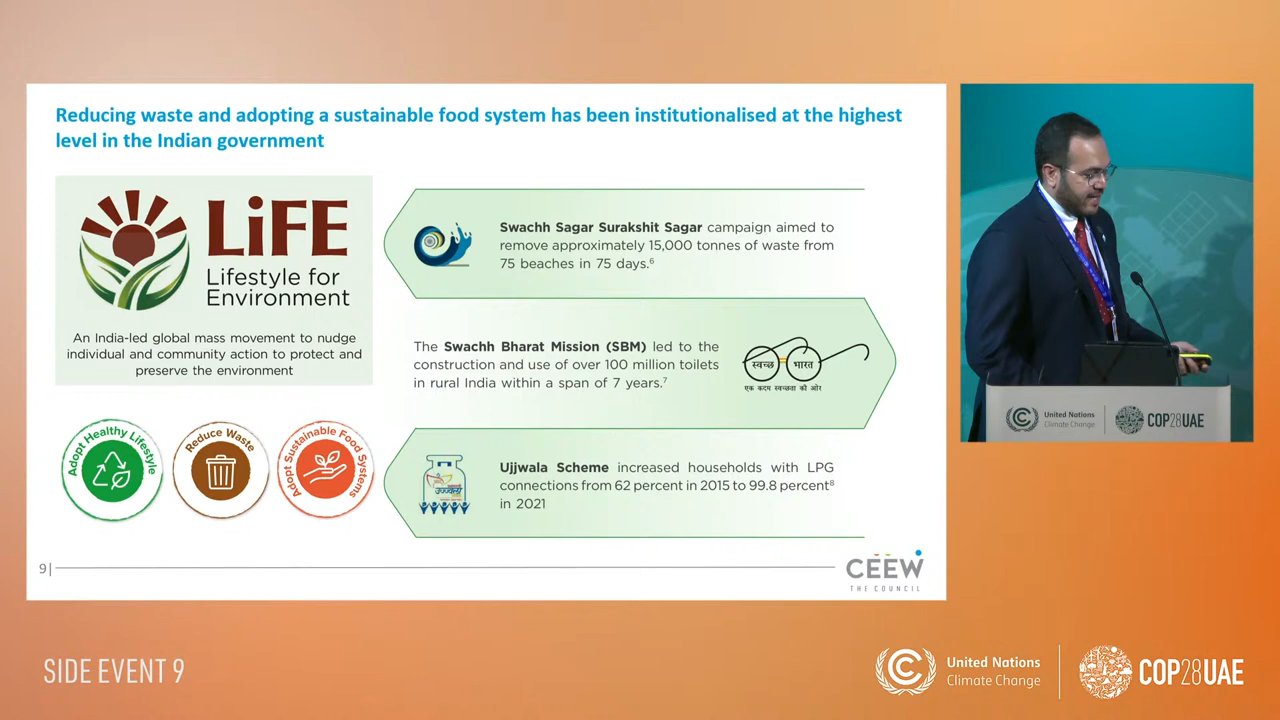 Reducing waste and adopting a sustainable food system has been institutionalised at the highest
level in the Indian government
LiFE
Lifestyle for
Environment
An India-led global mass movement to nudge
individual and community action to protect and
preserve the environment
Adopt Healthy Lifestyle
Reduce Waste
Adopt Sustainable Food Systems
Swachh Sagar Surakshit Sagar campaign aimed to
remove approximately 15,000 tonnes of waste from
75 beaches in 75 days.⁶
The Swachh Bharat Mission (SBM) led to the
construction and use of over 100 million toilets
in rural India within a span of 7 years.⁷
स्वच्छ भारत
एक कदम स्वच्छता की ओर
उज्ज्वला
Ujjwala Scheme increased households with LPG
connections from 62 percent in 2015 to 99.8 percent⁸
in 2021
9|
CEEW
THE COUNCIL
United Nations
Climate Change
COP28UAE
SIDE EVENT 9
United Nations
Climate Change
COP28UAE